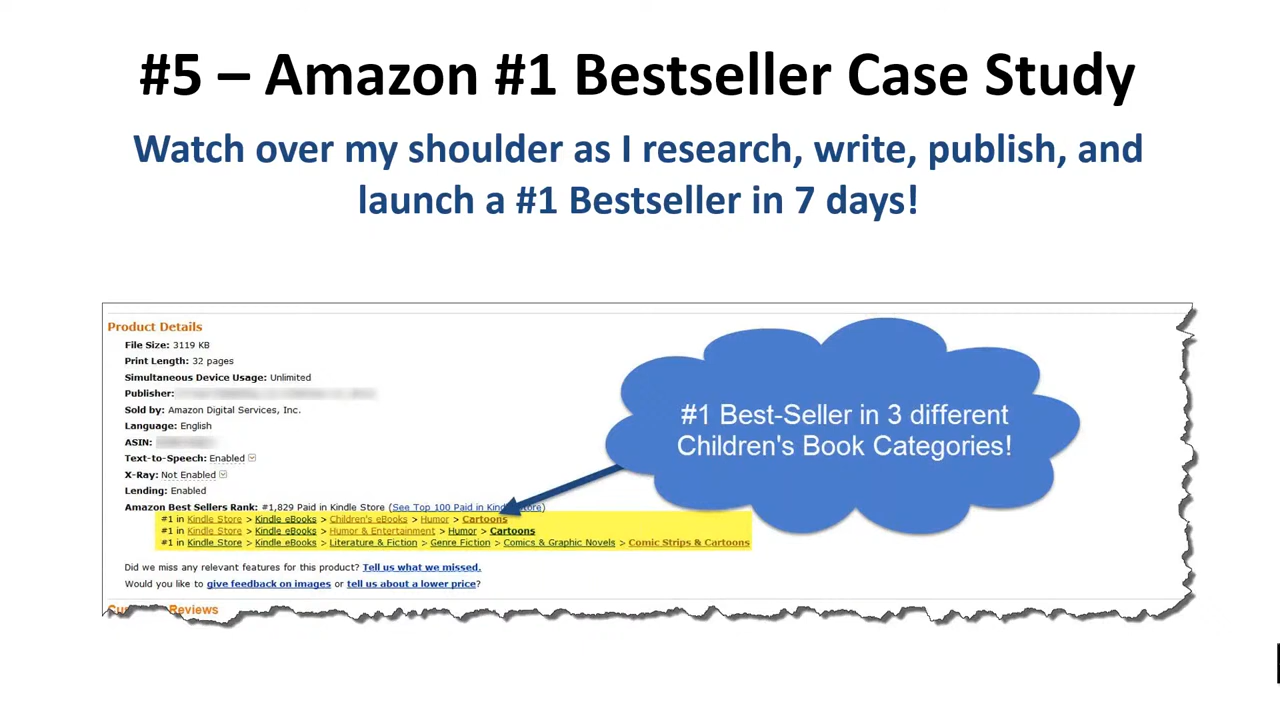 #5 – Amazon #1 Bestseller Case Study
Watch over my shoulder as I research, write, publish, and
launch a #1 Bestseller in 7 days!
Product Details
File Size: 3119 KB
Print Length: 32 pages
Simultaneous Device Usage: Unlimited
Publisher:
Sold by: Amazon Digital Services, Inc.
Language: English
ASIN:
Text-to-Speech: Enabled
X-Ray: Not Enabled
Lending: Enabled
Amazon Best Sellers Rank: #1,829 Paid in Kindle Store (See Top 100 Paid in Kindle Store)
#1 in Kindle Store > Kindle eBooks > Children's eBooks > Humor > Cartoons
#1 in Kindle Store > Kindle eBooks > Humor & Entertainment > Humor > Cartoons
#1 in Kindle Store > Kindle eBooks > Literature & Fiction > Genre Fiction > Comics & Graphic Novels > Comic Strips & Cartoons
Did we miss any relevant features for this product? Tell us what we missed.
Would you like to give feedback on images or tell us about a lower price?
Reviews
#1 Best-Seller in 3 different
Children's Book Categories!